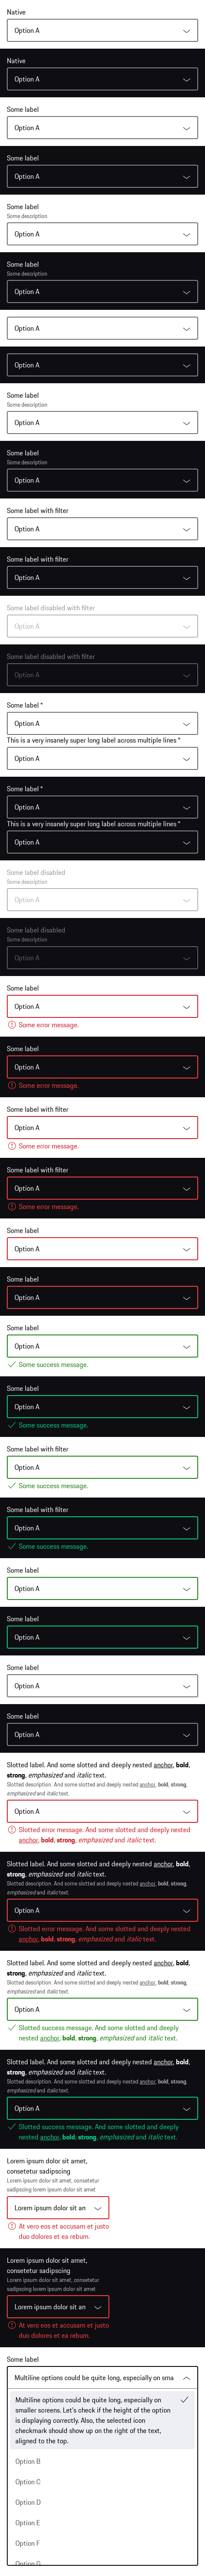 Native
Option A
Native
Option A
Some label
Option A
Some label
Option A
Some label
Some description
Option A
Some label
Some description
Option A
Option A
Option A
Some label
Some description
Option A
Some label
Some description
Option A
Some label with filter
Option A
Some label with filter
Option A
Some label disabled with filter
Option A
Some label disabled with filter
Option A
Some label *
Option A
This is a very insanely super long label across multiple lines *
Option A
Some label *
Option A
This is a very insanely super long label across multiple lines *
Option A
Some label disabled
Some description
Option A
Some label disabled
Some description
Option A
Some label
Option A
Some error message.
Some label
Option A
Some error message.
Some label with filter
Option A
Some error message.
Some label with filter
Option A
Some error message.
Some label
Option A
Some label
Option A
Some label
Option A
Some success message.
Some label
Option A
Some success message.
Some label with filter
Option A
Some success message.
Some label with filter
Option A
Some success message.
Some label
Option A
Some label
Option A
Some label
Option A
Some label
Option A
Slotted label. And some slotted and deeply nested anchor, bold,
strong, emphasized and italic text.
Slotted description. And some slotted and deeply nested anchor, bold, strong,
emphasized and italic text.
Option A
Slotted error message. And some slotted and deeply nested
anchor, bold, strong, emphasized and italic text.
Slotted label. And some slotted and deeply nested anchor, bold,
strong, emphasized and italic text.
Slotted description. And some slotted and deeply nested anchor, bold, strong,
emphasized and italic text.
Option A
Slotted error message. And some slotted and deeply nested
anchor, bold, strong, emphasized and italic text.
Slotted label. And some slotted and deeply nested anchor, bold,
strong, emphasized and italic text.
Slotted description. And some slotted and deeply nested anchor, bold, strong,
emphasized and italic text.
Option A
Slotted success message. And some slotted and deeply
nested anchor, bold, strong, emphasized and italic text.
Slotted label. And some slotted and deeply nested anchor, bold,
strong, emphasized and italic text.
Slotted description. And some slotted and deeply nested anchor, bold, strong,
emphasized and italic text.
Option A
Slotted success message. And some slotted and deeply
nested anchor, bold, strong, emphasized and italic text.
Lorem ipsum dolor sit amet,
consetetur sadipscing
Lorem ipsum dolor sit amet, consetetur
sadipscing lorem ipsum dolor sit amet
Lorem ipsum dolor sit am
At vero eos et accusam et justo
duo dolores et ea rebum.
Lorem ipsum dolor sit amet,
consetetur sadipscing
Lorem ipsum dolor sit amet, consetetur
sadipscing lorem ipsum dolor sit amet
Lorem ipsum dolor sit am
At vero eos et accusam et justo
duo dolores et ea rebum.
Some label
Multiline options could be quite long, especially on sma
Multiline options could be quite long, especially on
smaller screens. Let's check if the height of the option
is displaying correctly. Also, the selected icon
checkmark should show up on the right of the text,
aligned to the top.
Option B
Option C
Option D
Option E
Option F
Option G